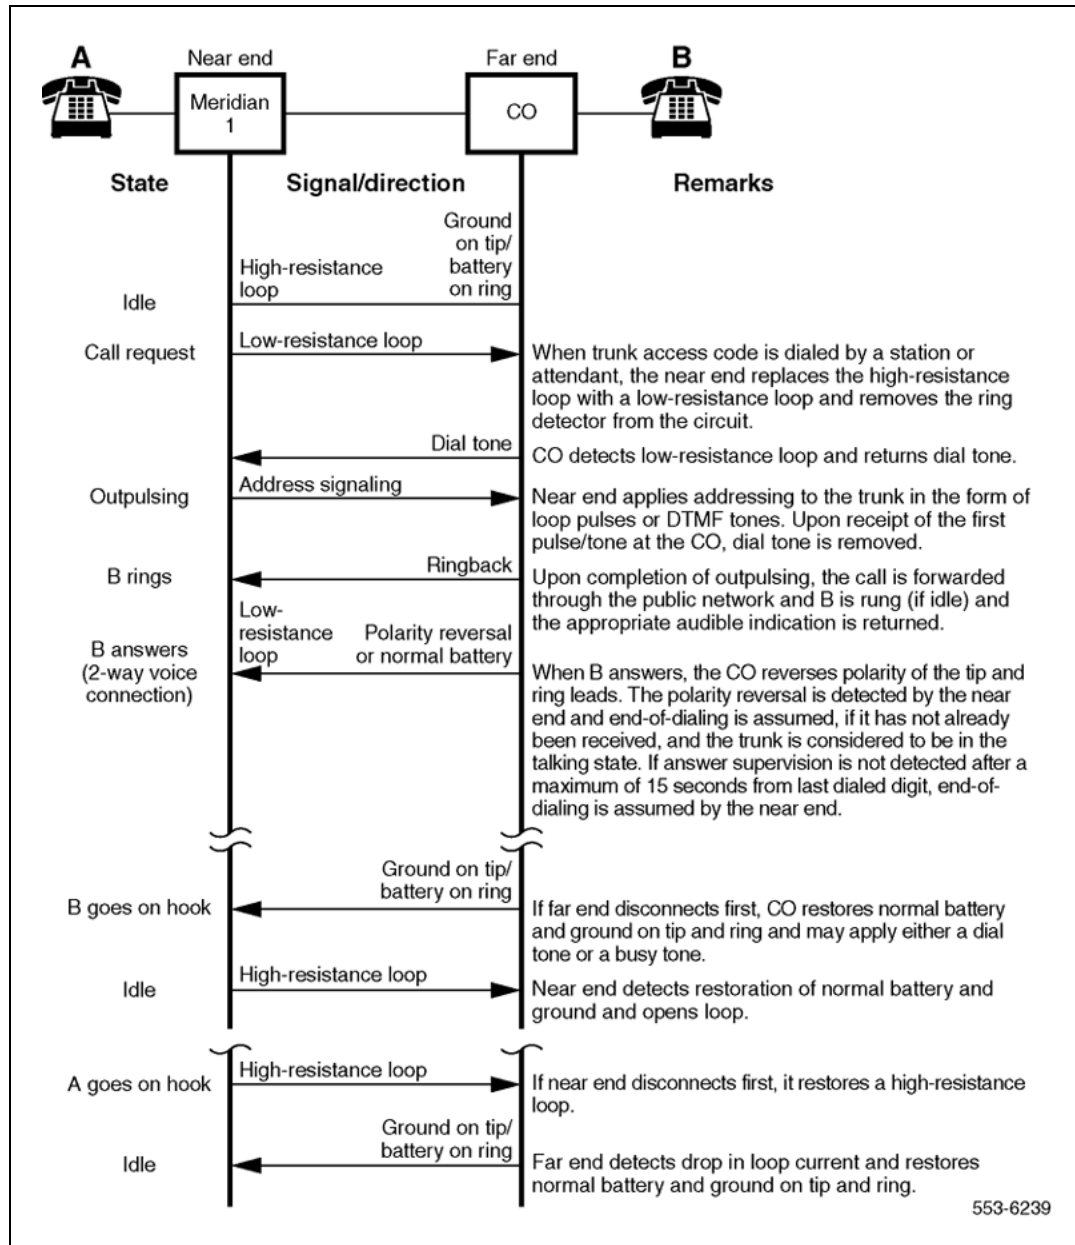 A
Near end
Far end
B
Meridian
1
CO
State
Signal/direction
Remarks
Ground
on tip/
battery
on ring
High-resistance
loop
Idle
Call request
Low-resistance loop
When trunk access code is dialed by a station or
attendant, the near end replaces the high-resistance
loop with a low-resistance loop and removes the ring
detector from the circuit.
Dial tone
CO detects low-resistance loop and returns dial tone.
Outpulsing
Address signaling
Near end applies addressing to the trunk in the form of
loop pulses or DTMF tones. Upon receipt of the first
pulse/tone at the CO, dial tone is removed.
B rings
Ringback
Upon completion of outpulsing, the call is forwarded
through the public network and B is rung (if idle) and
the appropriate audible indication is returned.
B answers
(2-way voice
connection)
Low-
resistance
loop
Polarity reversal
or normal battery
When B answers, the CO reverses polarity of the tip and
ring leads. The polarity reversal is detected by the near
end and end-of-dialing is assumed, if it has not already
been received, and the trunk is considered to be in the
talking state. If answer supervision is not detected after a
maximum of 15 seconds from last dialed digit, end-of-
dialing is assumed by the near end.
Ground on tip/
battery on ring
B goes on hook
If far end disconnects first, CO restores normal battery
and ground on tip and ring and may apply either a dial
tone or a busy tone.
Idle
High-resistance loop
Near end detects restoration of normal battery and
ground and opens loop.
A goes on hook
High-resistance loop
If near end disconnects first, it restores a high-resistance
loop.
Ground on tip/
battery on ring
Idle
Far end detects drop in loop current and restores
normal battery and ground on tip and ring.
553-6239